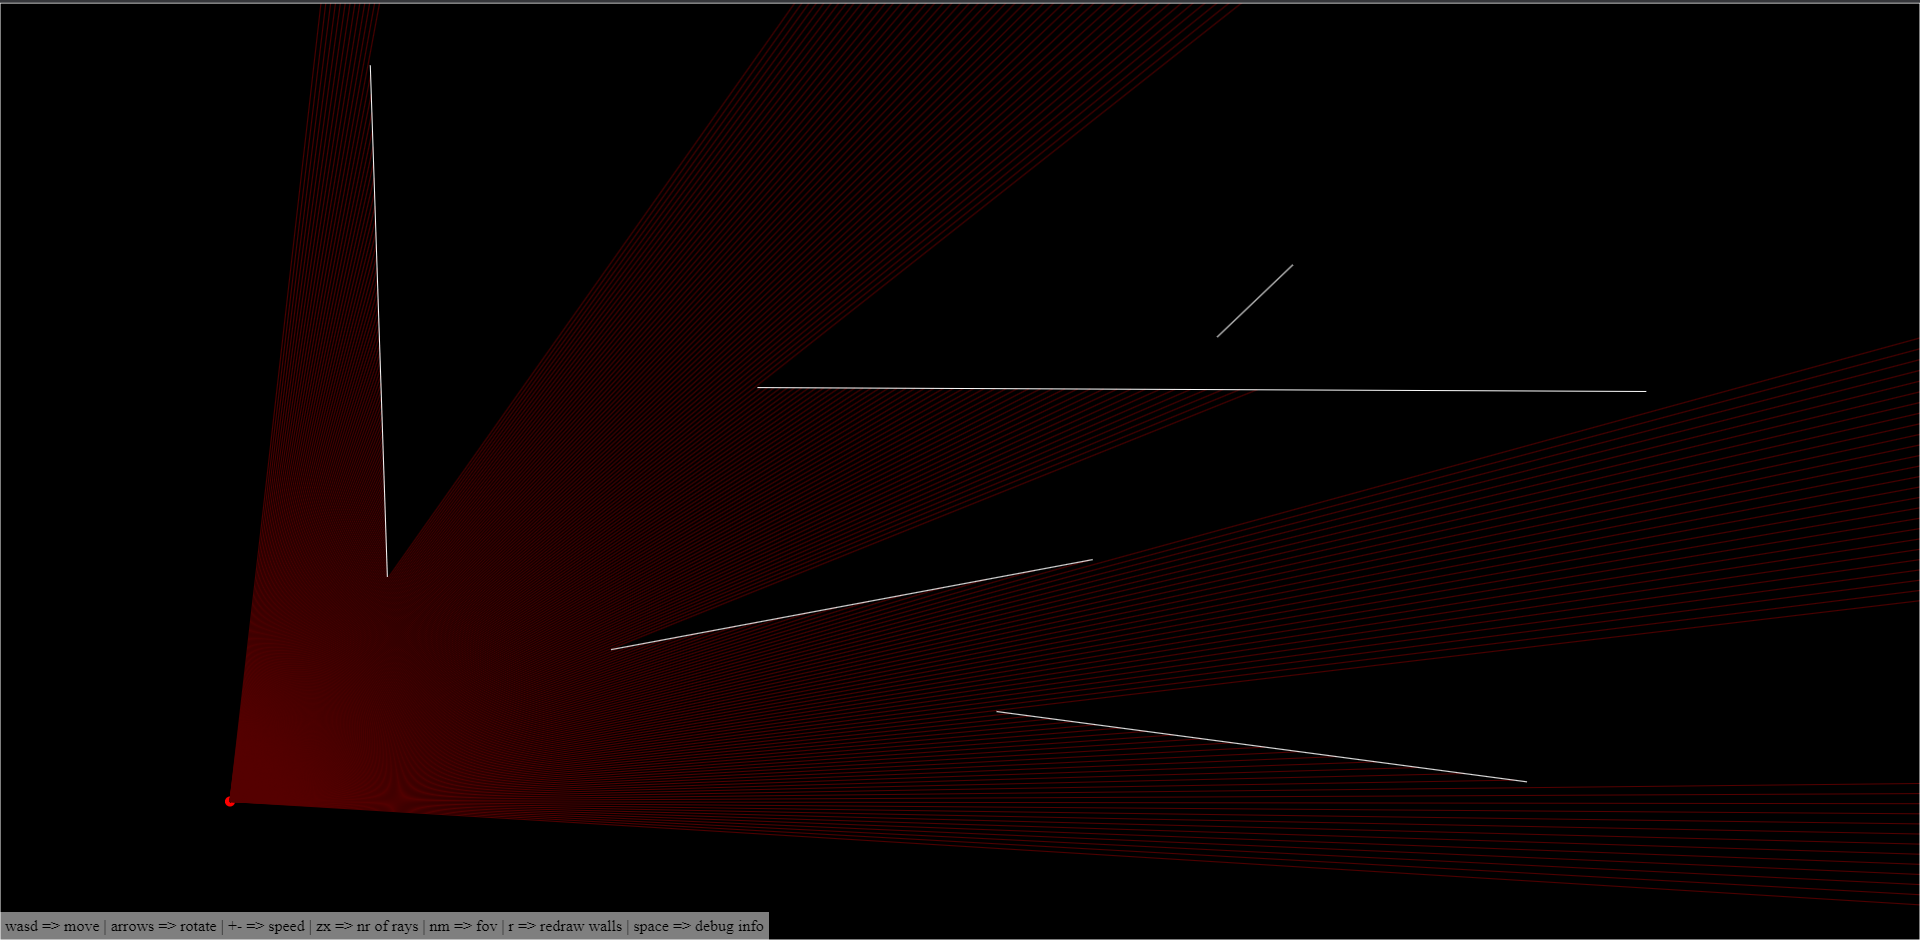 wasd => move | arrows => rotate | +- => speed | zx => nr of rays | nm => fov | r => redraw walls | space => debug info